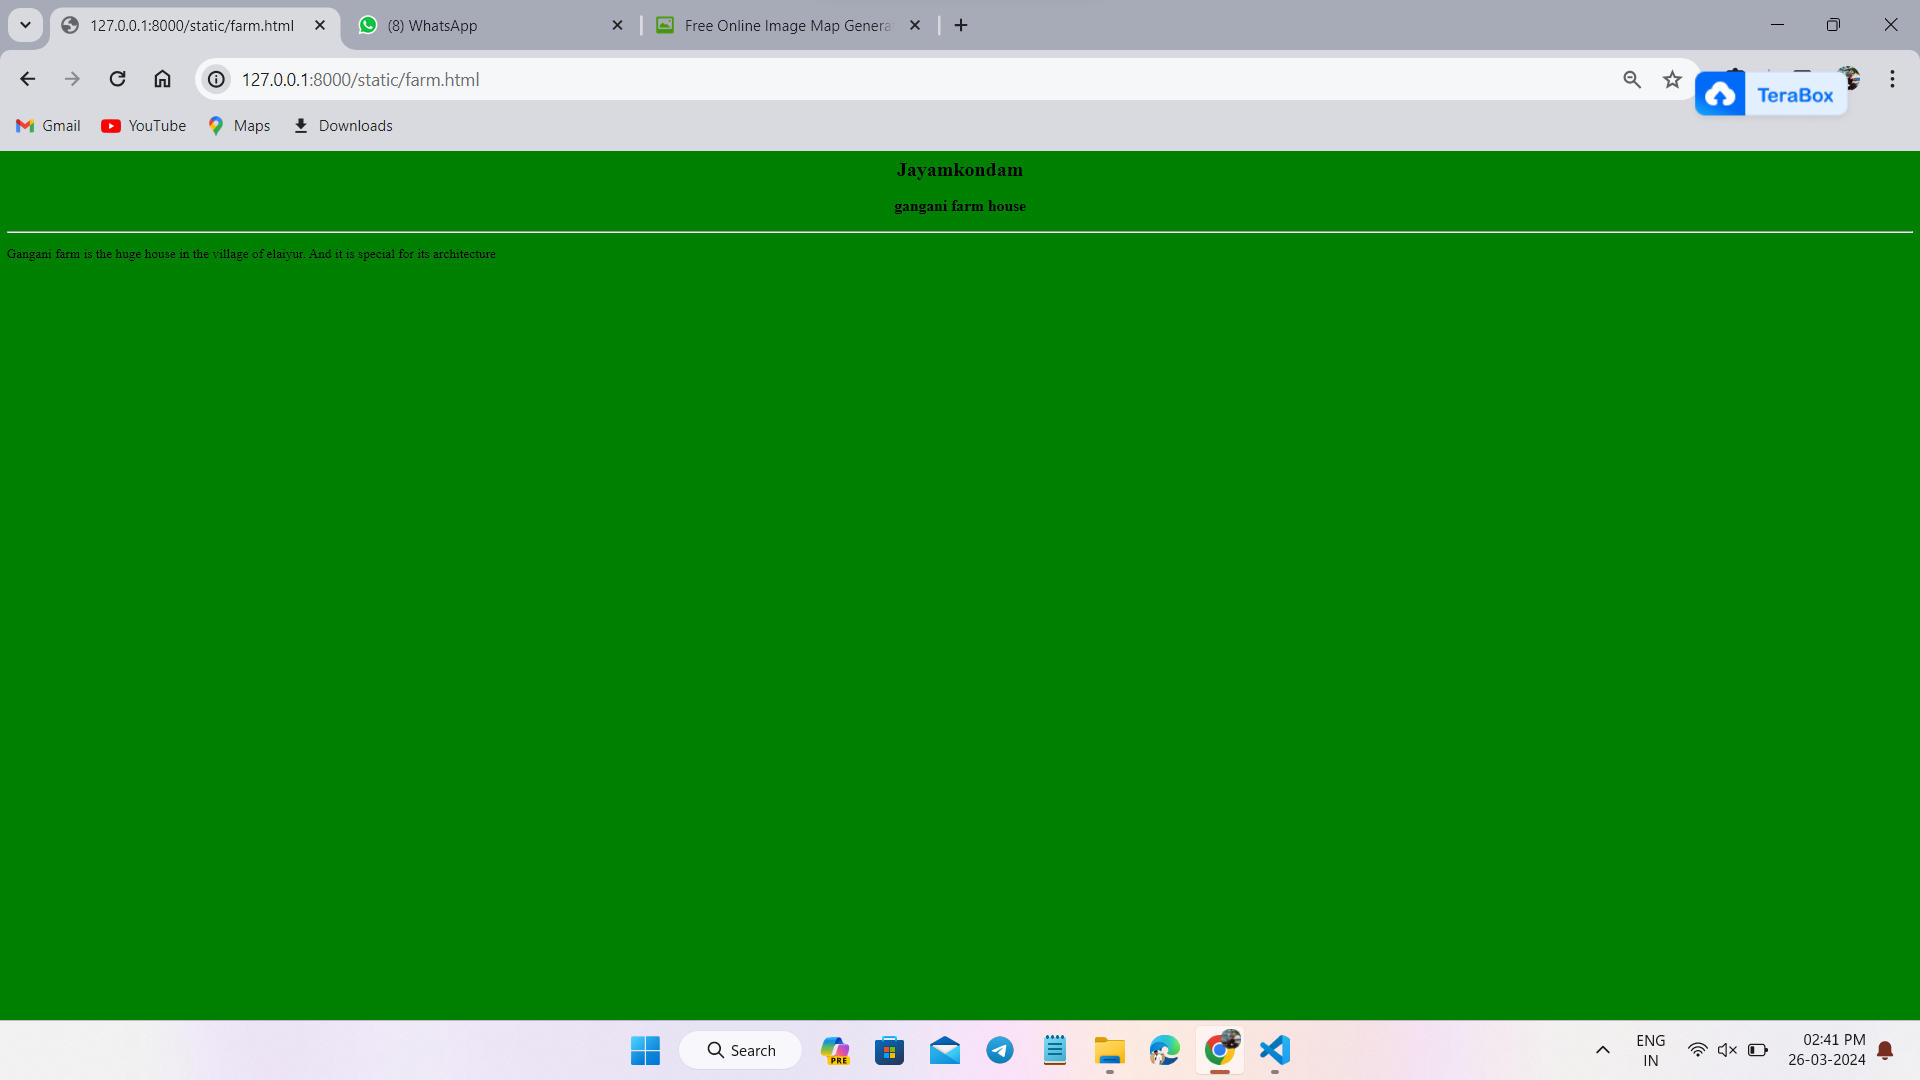 127.0.0.1:8000/static/farm.html
(8) WhatsApp
Free Online Image Map Genera
127.0.0.1:8000/static/farm.html
TeraBox
Gmail
YouTube
Maps
Downloads
Jayamkondam
gangani farm house
Gangani farm is the huge house in the village of elaiyur. And it is special for its architecture
Search
PRE
ENG
IN
02:41 PM
26-03-2024